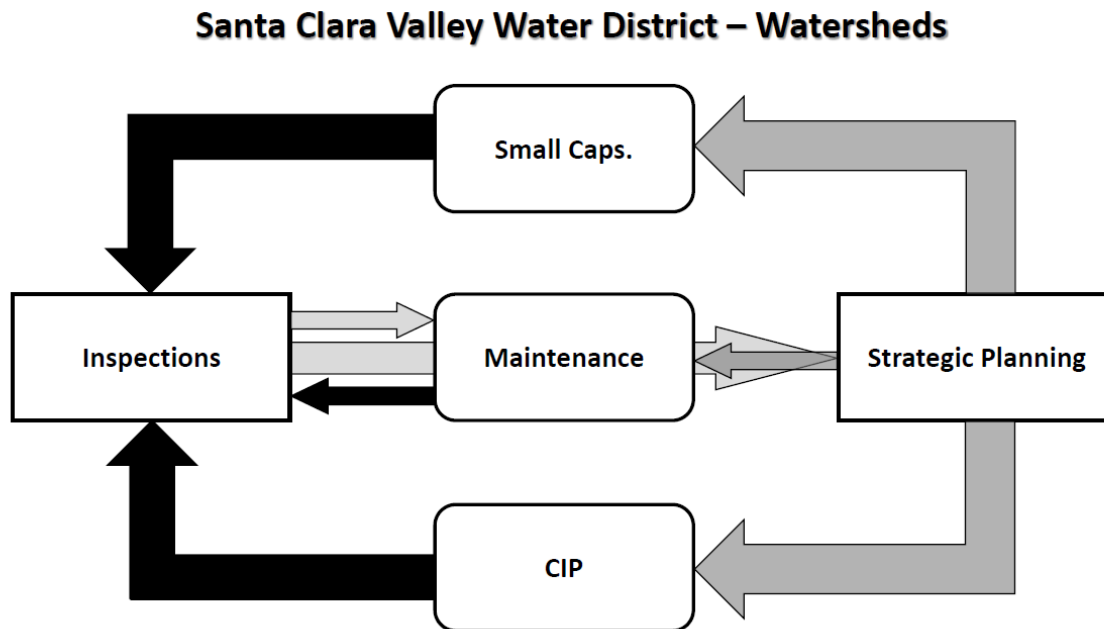 Santa Clara Valley Water District – Watersheds
Small Caps.
Inspections
Maintenance
Strategic Planning
CIP